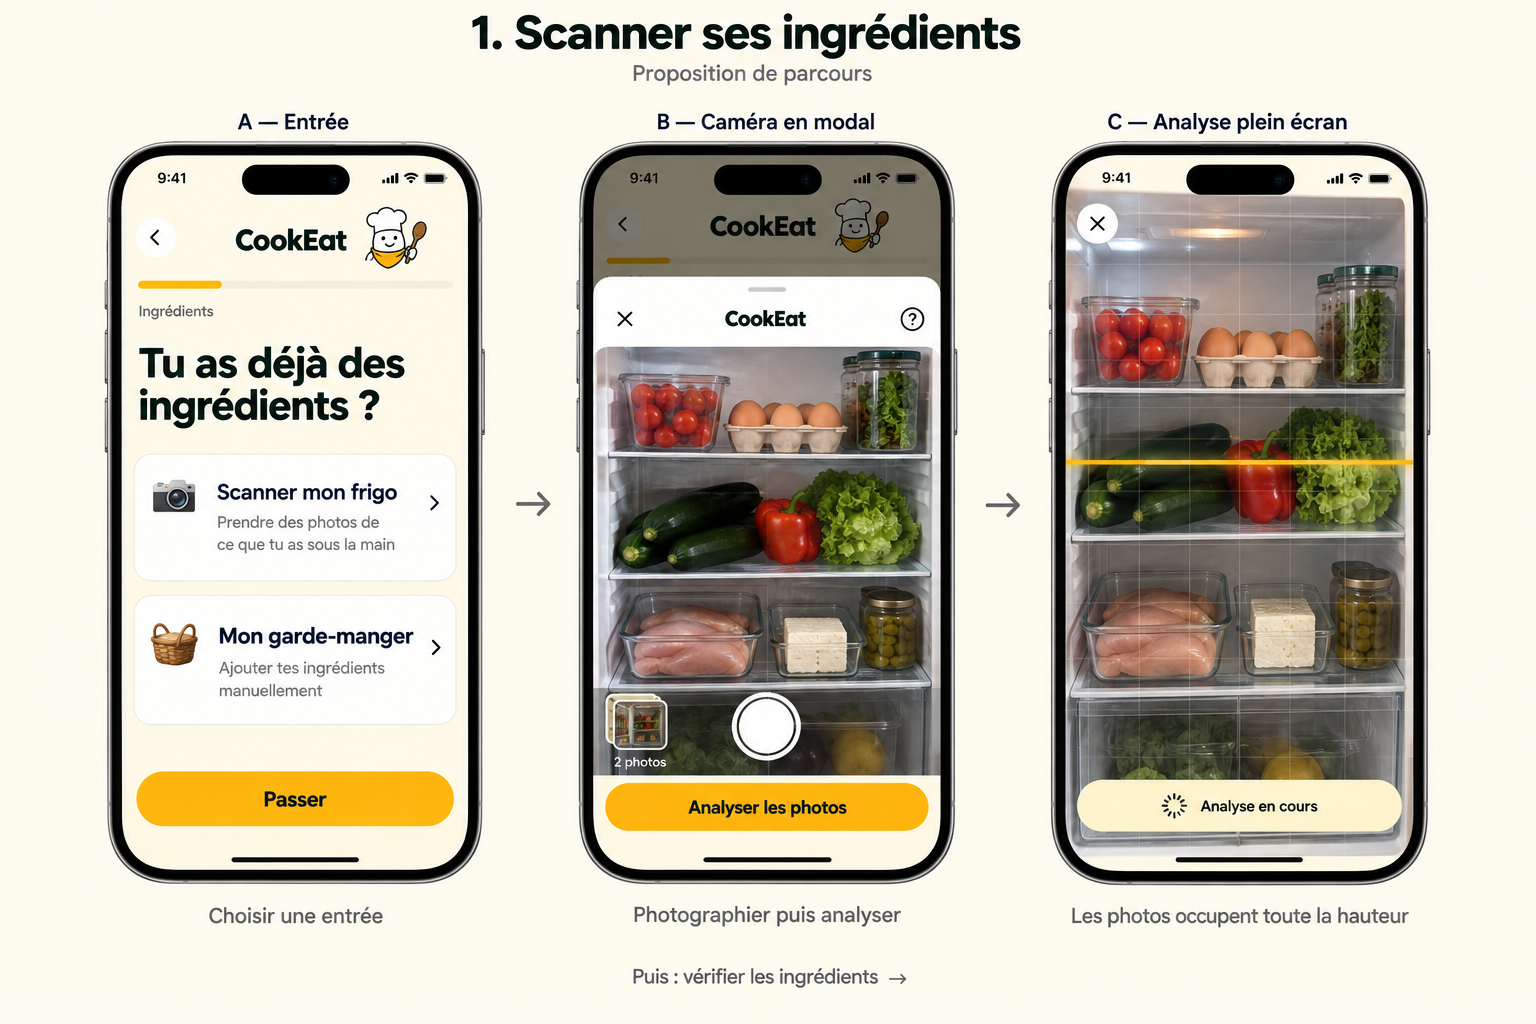 1. Scanner ses ingrédients
Proposition de parcours
A — Entrée
9:41
CookEat
Ingrédients
Tu as déjà des
ingrédients ?
Scanner mon frigo
Prendre des photos de
ce que tu as sous la main
Mon garde-manger
Ajouter tes ingrédients
manuellement
Passer
Choisir une entrée
→
B — Caméra en modal
9:41
CookEat
CookEat
?
2 photos
Analyser les photos
Photographier puis analyser
→
C — Analyse plein écran
9:41
Analyse en cours
Les photos occupent toute la hauteur
Puis : vérifier les ingrédients →